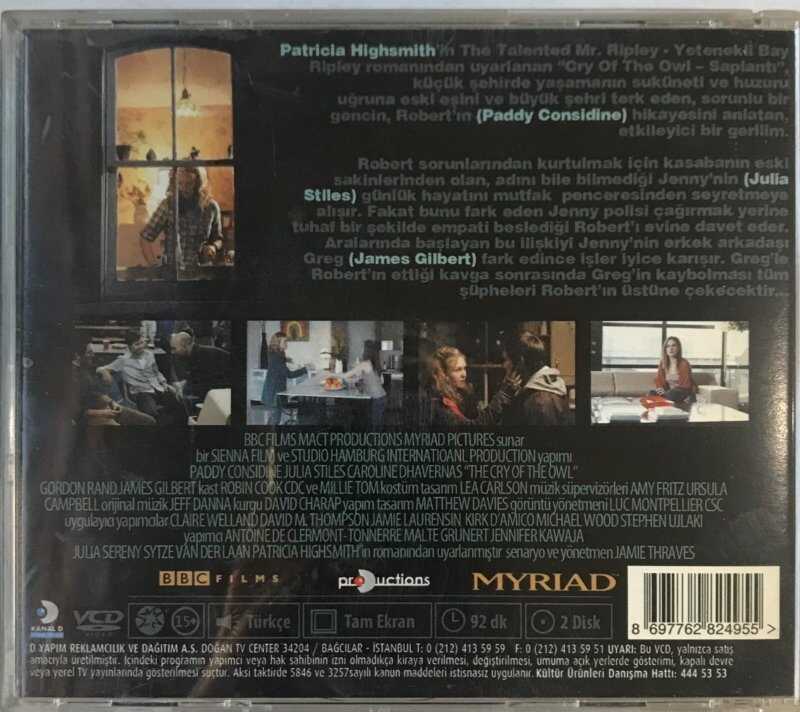 Patricia Highsmith'in The Talented Mr. Ripley - Yetenekli Bay
Ripley romanından uyarlanan "Cry Of The Owl – Saplantı",
küçük şehirde yaşamanın sukûneti ve huzuru
uğruna eski eşini ve büyük şehri terk eden, sorunlu bir
gencin, Robert'ın (Paddy Considine) hikayesini anlatan,
etkileyici bir gerilim.
Robert sorunlarından kurtulmak için kasabanın eski
sakinlerinden olan, adını bile bilmediği Jenny'nin (Julia
Stiles) günlük hayatını mutfak penceresinden seyretmeye
alışır. Fakat bunu fark eden Jenny polisi çağırmak yerine
tuhaf bir şekilde empati beslediği Robert'ı evine davet eder.
Aralarında başlayan bu ilişkiyi Jenny'nin erkek arkadaşı
Greg (James Gilbert) fark edince işler iyice karışır. Greg'le
Robert'ın ettiği kavga sonrasında Greg'in kaybolması tüm
şüpheleri Robert'ın üstüne çekecektir...
BBC FILMS MACT PRODUCTIONS MYRIAD PICTURES sunar
bir SIENNA FILM ve STUDIO HAMBURG INTERNATIOANL PRODUCTION yapımı
PADDY CONSIDINE JULIA STILES CAROLINE DHAVERNAS "THE CRY OF THE OWL"
GORDON RAND JAMES GILBERT kast ROBIN COOK CDC ve MILLIE TOM kostüm tasarım LEA CARLSON müzik süpervizörleri AMY FRITZ URSULA
CAMPBELL orijinal müzik JEFF DANNA kurgu DAVID CHARAP yapım tasarım MATTHEW DAVIES görüntü yönetmeni LUC MONTPELLIER CSC
uygulayıcı yapımcılar CLAIRE WELLAND DAVID M. THOMPSON JAMIE LAURENSIN KIRK D'AMICO MICHAEL WOOD STEPHEN UJLAKI
yapımcı ANTOINE DE CLERMONT-TONNERRE MALTE GRUNERT JENNIFER KAWAJA
JULIA SERENY SYTZE VAN DER LAAN PATRICIA HIGHSMITH'in romanından uyarlanmıştır senaryo ve yönetmen JAMIE THRAVES
BBC FILMS productions MYRIAD
KANAL D VCD VIDEO 15+ Türkçe Tam Ekran 92 dk 2 Disk
8 697762 824955 >
D YAPIM REKLAMCILIK VE DAĞITIM A.Ş. DOĞAN TV CENTER 34204 / BAĞCILAR - İSTANBUL T: 0 (212) 413 59 59 F: 0 (212) 413 59 51 UYARI: Bu VCD, yalnızca satış
amacıyla üretilmiştir. İçindeki programın yapımcı veya hak sahibinin izni olmadıkça kiraya verilmesi, değiştirilmesi, umuma açık yerlerde gösterimi, kapalı devre
veya yerel TV yayınlarında gösterilmesi suçtur. Aksi taktirde 5846 ve 3257sayılı kanun maddeleri istisnasız uygulanır. Kültür Ürünleri Danışma Hattı: 444 53 53